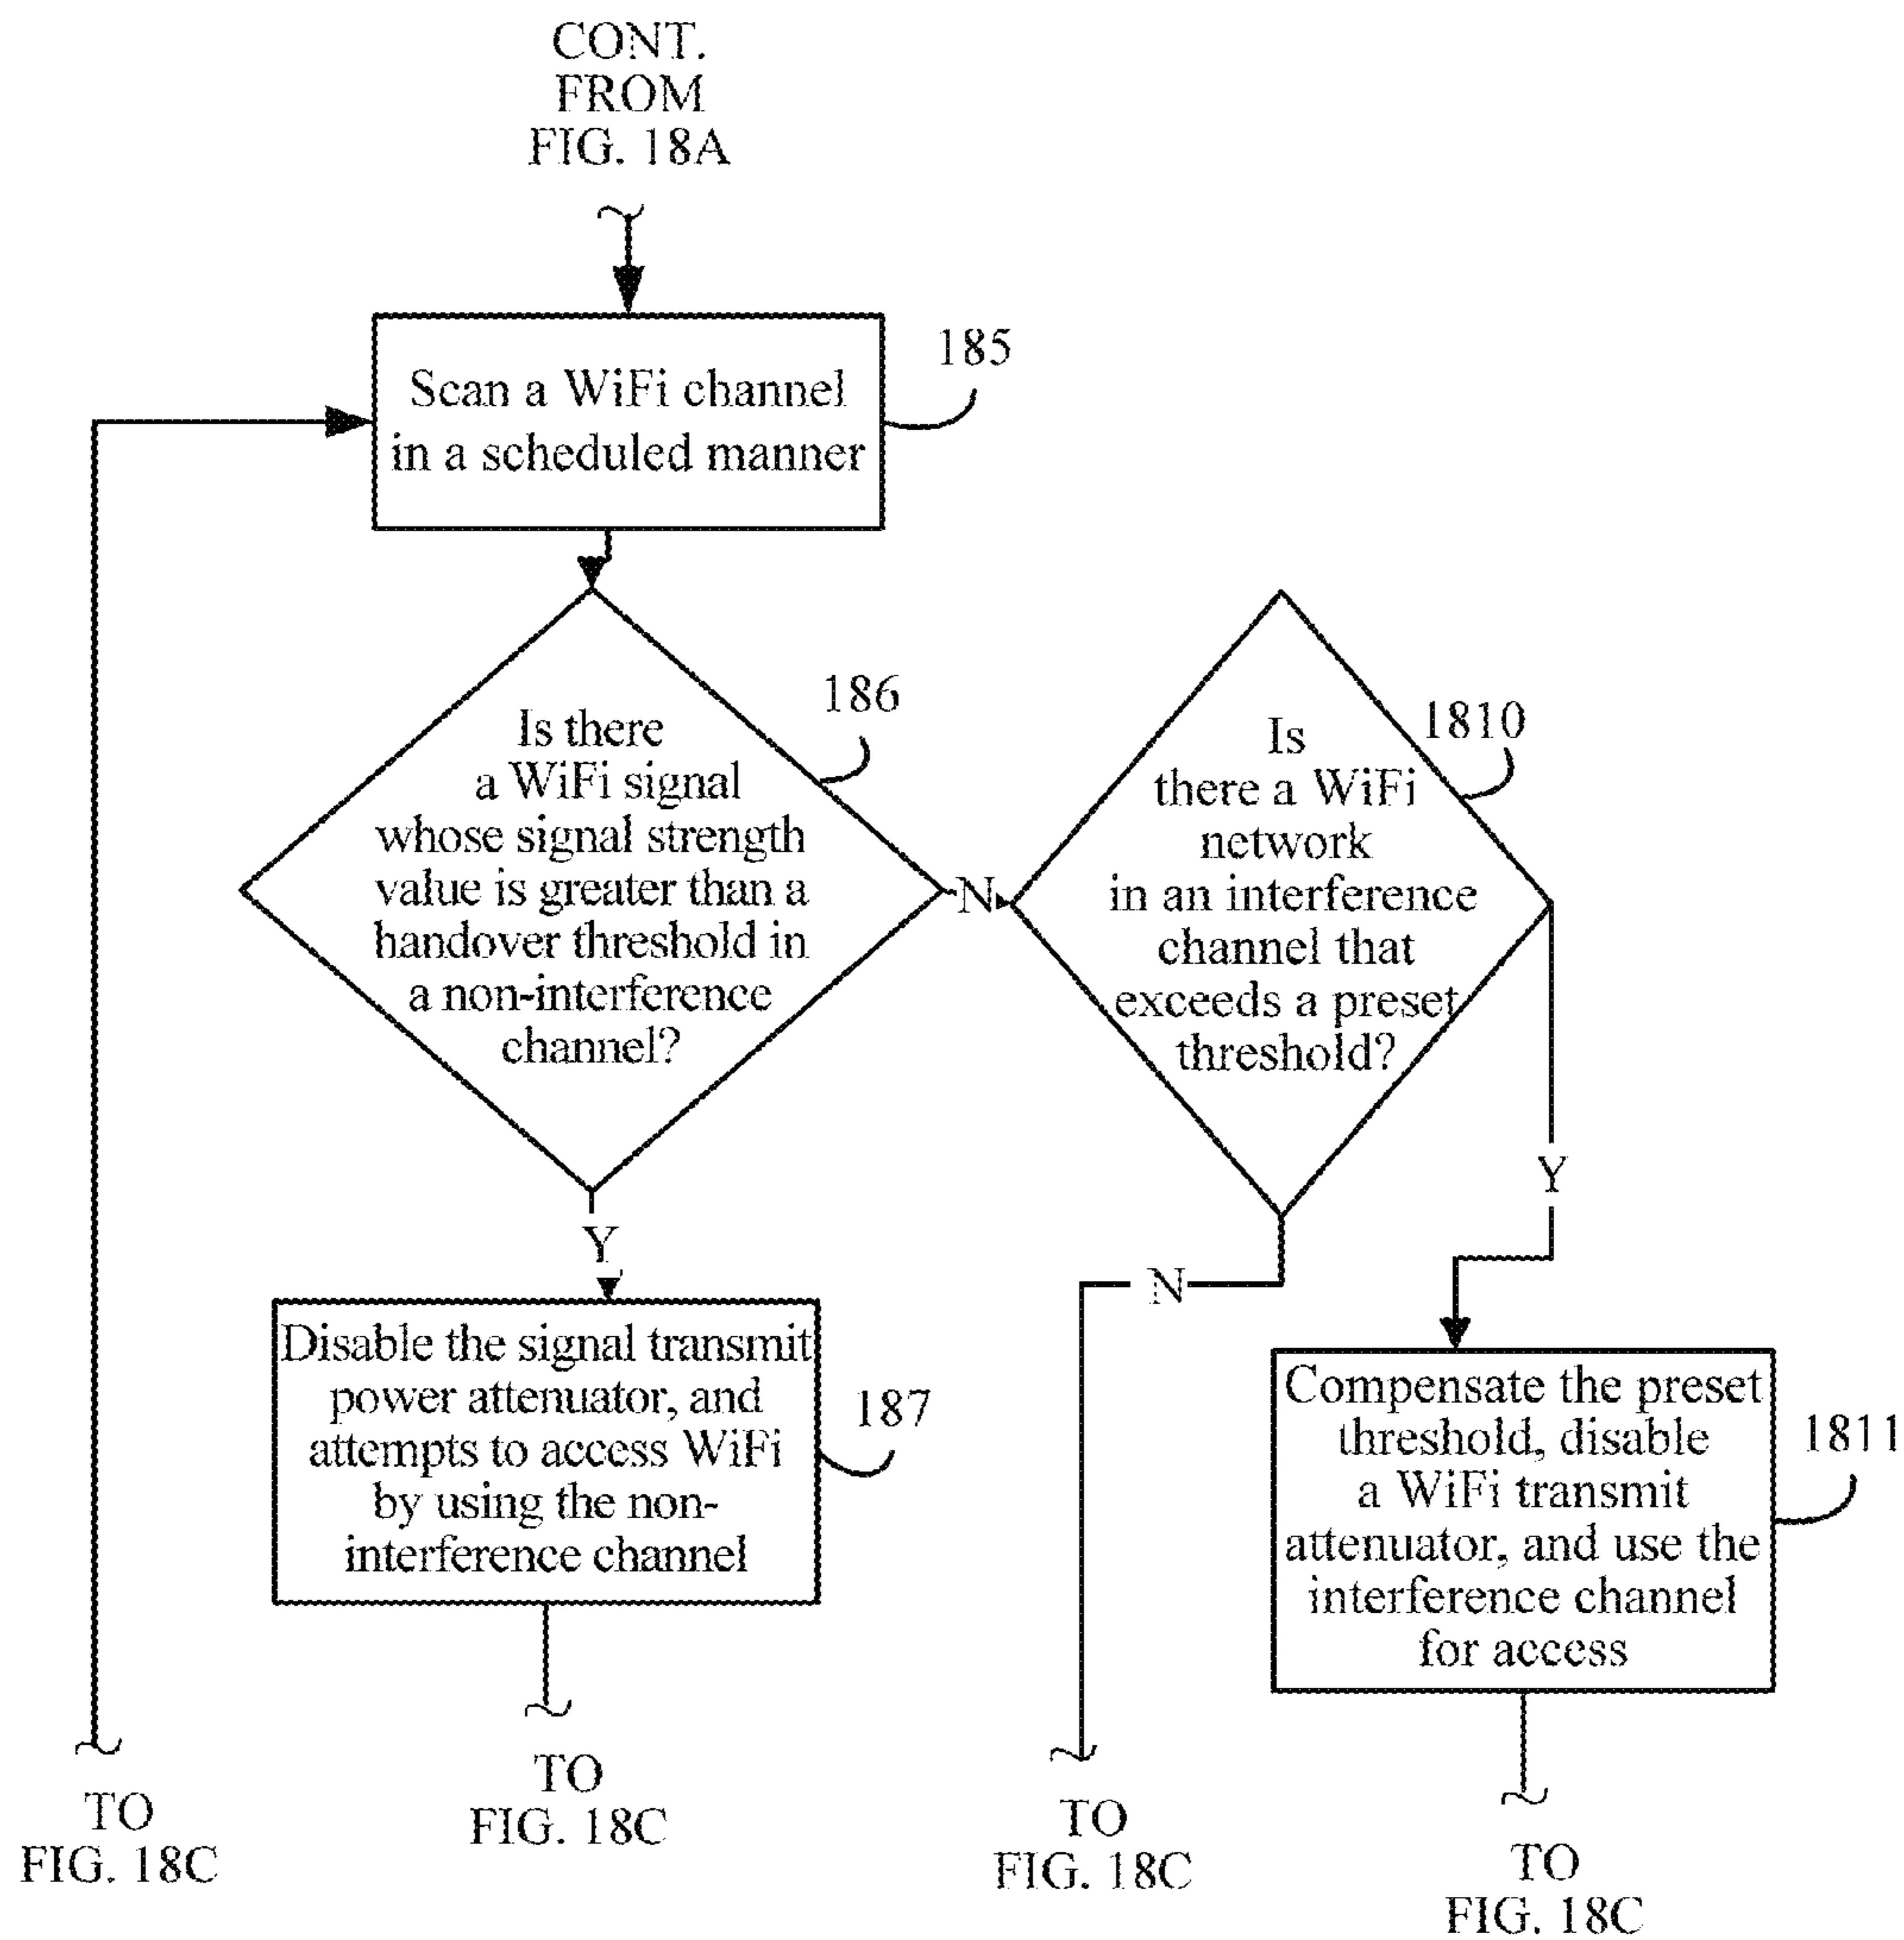 CONT.
FROM
FIG. 18A
Scan a WiFi channel
in a scheduled manner
185
Is there
a WiFi signal
whose signal strength
value is greater than a
handover threshold in
a non-interference
channel?
186
N
Is
there a WiFi
network
in an interference
channel that
exceeds a preset
threshold?
1810
Y
Y
N
Disable the signal transmit
power attenuator, and
attempts to access WiFi
by using the non-
interference channel
187
Compensate the preset
threshold, disable
a WiFi transmit
attenuator, and use the
interference channel
for access
1811
TO
FIG. 18C
TO
FIG. 18C
TO
FIG. 18C
TO
FIG. 18C